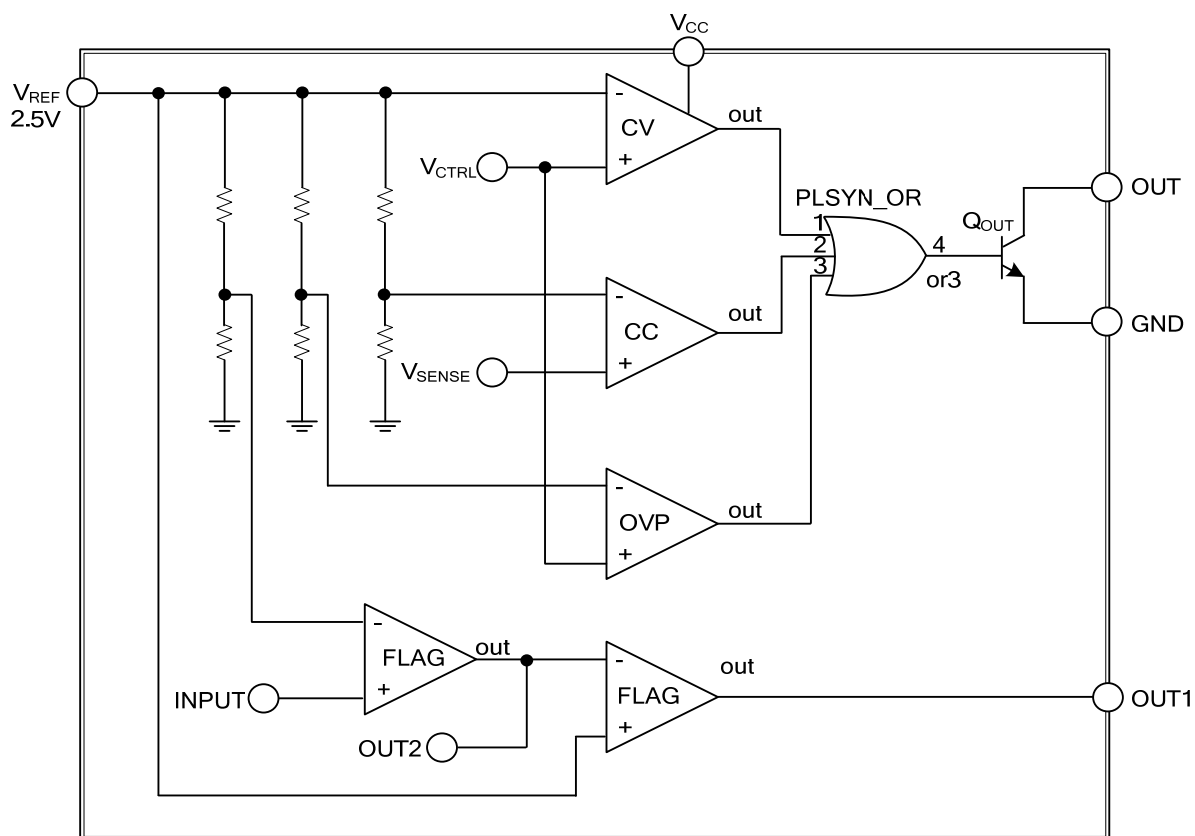 VCC
VREF
2.5V
-
CV
+
out
VCTRL
PLSYN_OR
1
2
3
4
or3
QOUT
OUT
GND
-
CC
+
out
VSENSE
-
OVP
+
out
-
FLAG
+
out
INPUT
OUT2
-
FLAG
+
out
OUT1